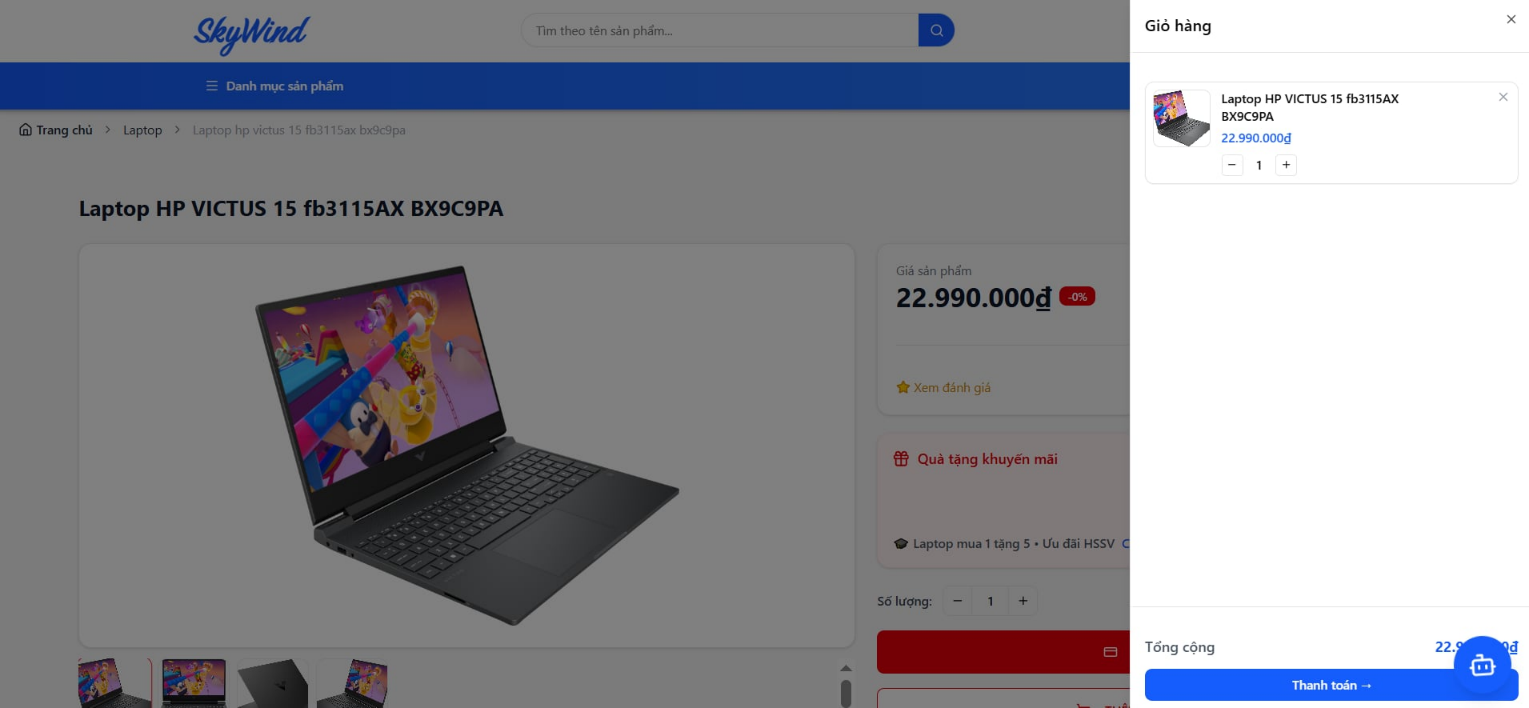 SkyWind
Tìm theo tên sản phẩm...
Danh mục sản phẩm
Trang chủ
Laptop
Laptop hp victus 15 fb3115ax bx9c9pa
Laptop HP VICTUS 15 fb3115AX BX9C9PA
Giá sản phẩm
22.990.000₫ -0%
Xem đánh giá
Quà tặng khuyến mãi
Laptop mua 1 tặng 5 • Ưu đãi HSSV
Số lượng: − 1 +
Giỏ hàng
Laptop HP VICTUS 15 fb3115AX
BX9C9PA
22.990.000₫
− 1 +
Tổng cộng
Thanh toán →